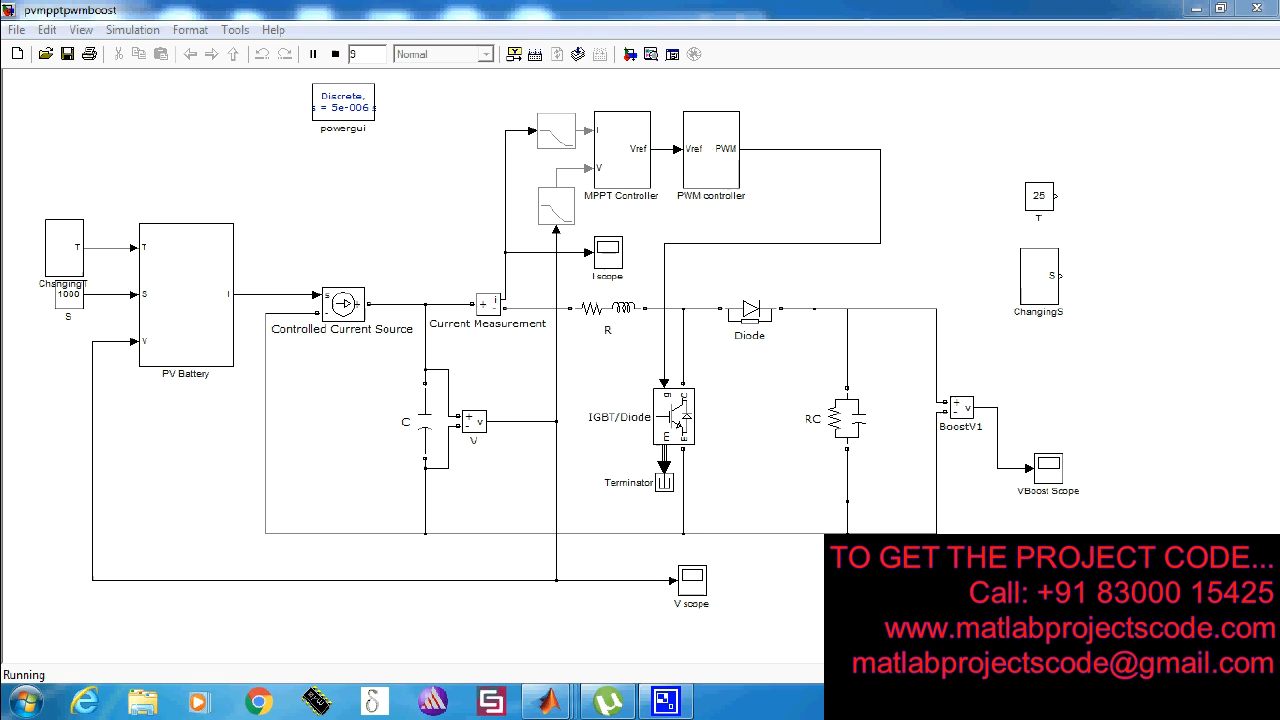 pvmpptpwmboost
File Edit View Simulation Format Tools Help
9 Normal
Discrete,
s = 5e-006 s
powergui
I
Vref
V
MPPT Controller
Vref
PWM
PWM controller
25
T
T
ChangingT
1000
S
T
S
V
I
PV Battery
s
Controlled Current Source
i
Current Measurement
I scope
R
Diode
S
ChangingS
C
v
V
IGBT/Diode
g
C
E
E
Terminator
RC
v
BoostV1
VBoost Scope
V scope
TO GET THE PROJECT CODE...
Call: +91 83000 15425
www.matlabprojectscode.com
matlabprojectscode@gmail.com
Running